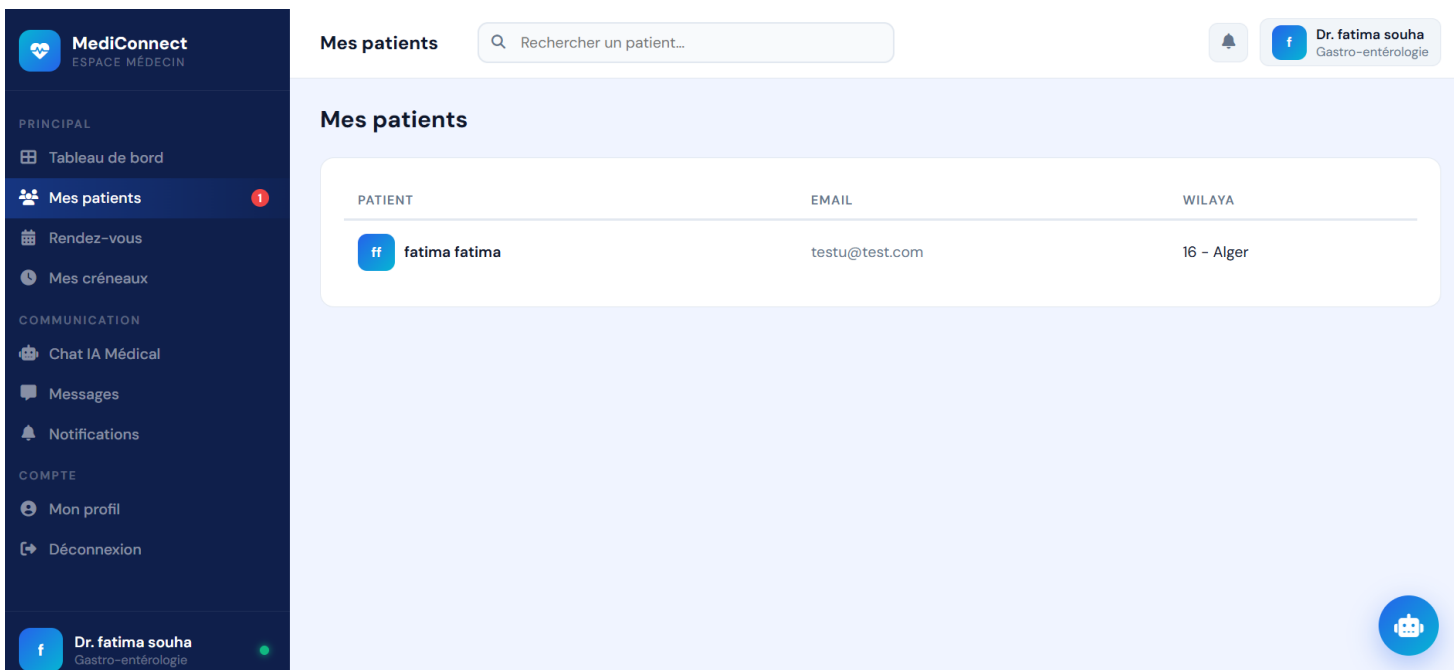 MediConnect
ESPACE MÉDECIN
PRINCIPAL
Tableau de bord
Mes patients
1
Rendez-vous
Mes créneaux
COMMUNICATION
Chat IA Médical
Messages
Notifications
COMPTE
Mon profil
Déconnexion
f
Dr. fatima souha
Gastro-entérologie
Mes patients
Rechercher un patient...
f
Dr. fatima souha
Gastro-entérologie
Mes patients
PATIENT EMAIL WILAYA
ff fatima fatima testu@test.com 16 - Alger